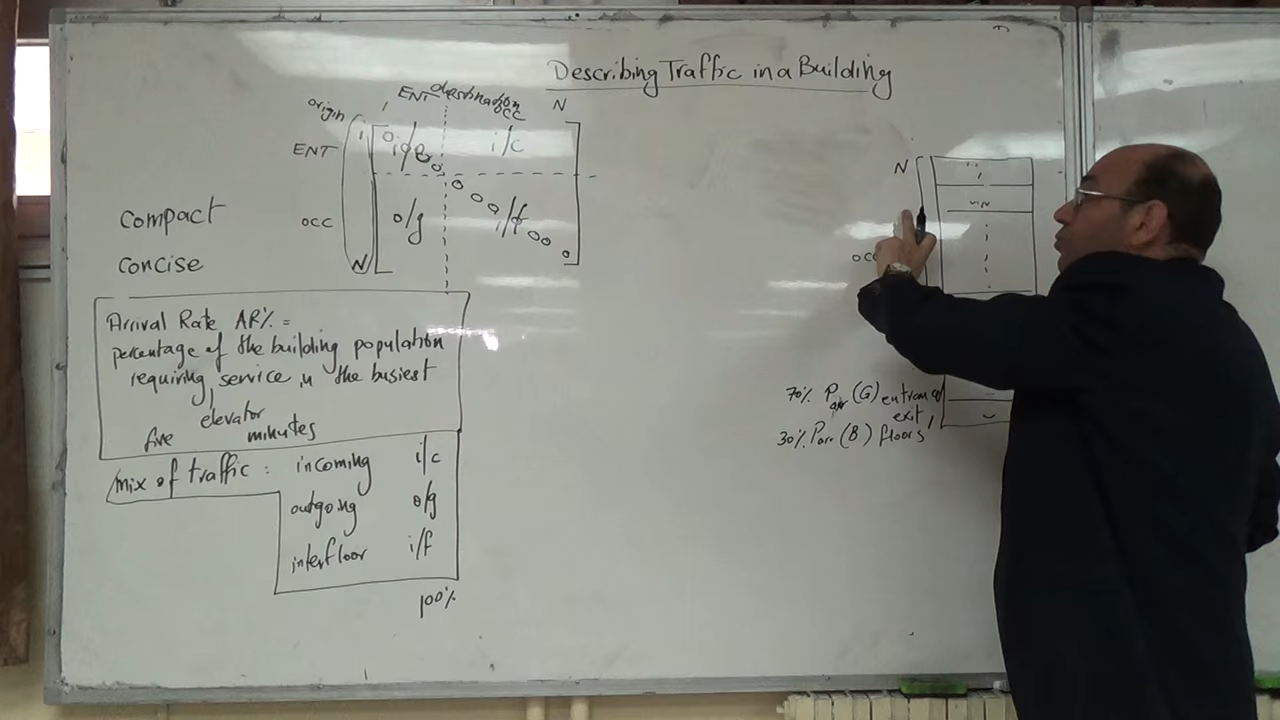 Describing Traffic in a Building
origin
ENT destination
OCC
N
ENT
i/e
i/c
OCC
o/g
i/f
N
compact
concise
Arrival Rate AR% =
percentage of the building population
requiring service in the busiest
elevator
five minutes
mix of traffic : incoming i/c
outgoing o/g
interfloor i/f
100%
N
occ
70% Parr (G) entrance/
exit
30% Parr (B) floors